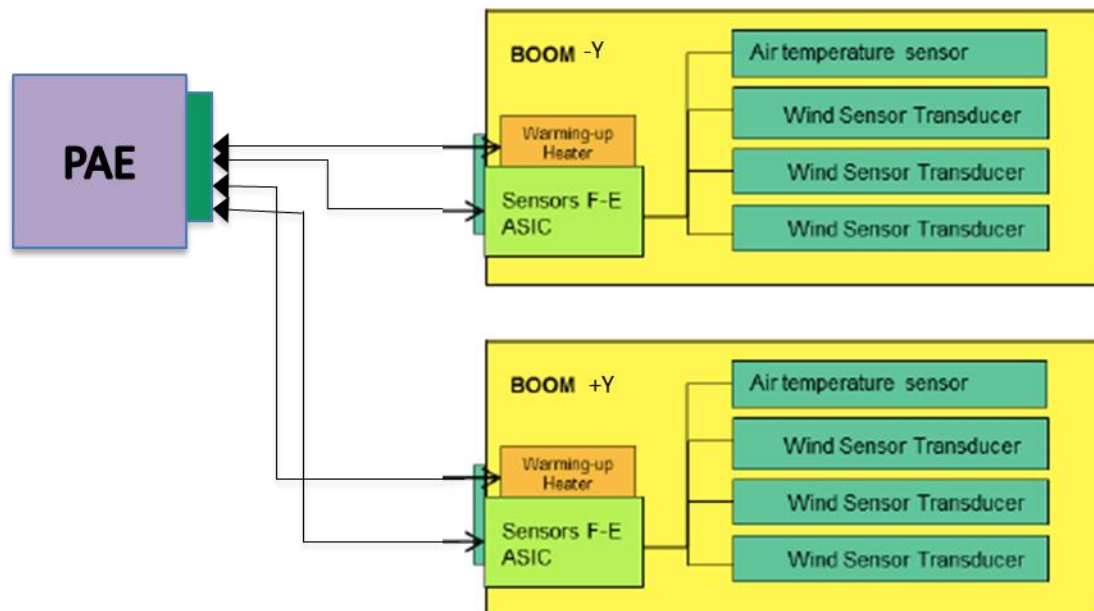 PAE
BOOM -Y
Warming-up
Heater
Sensors F-E
ASIC
Air temperature sensor
Wind Sensor Transducer
Wind Sensor Transducer
Wind Sensor Transducer
BOOM +Y
Warming-up
Heater
Sensors F-E
ASIC
Air temperature sensor
Wind Sensor Transducer
Wind Sensor Transducer
Wind Sensor Transducer